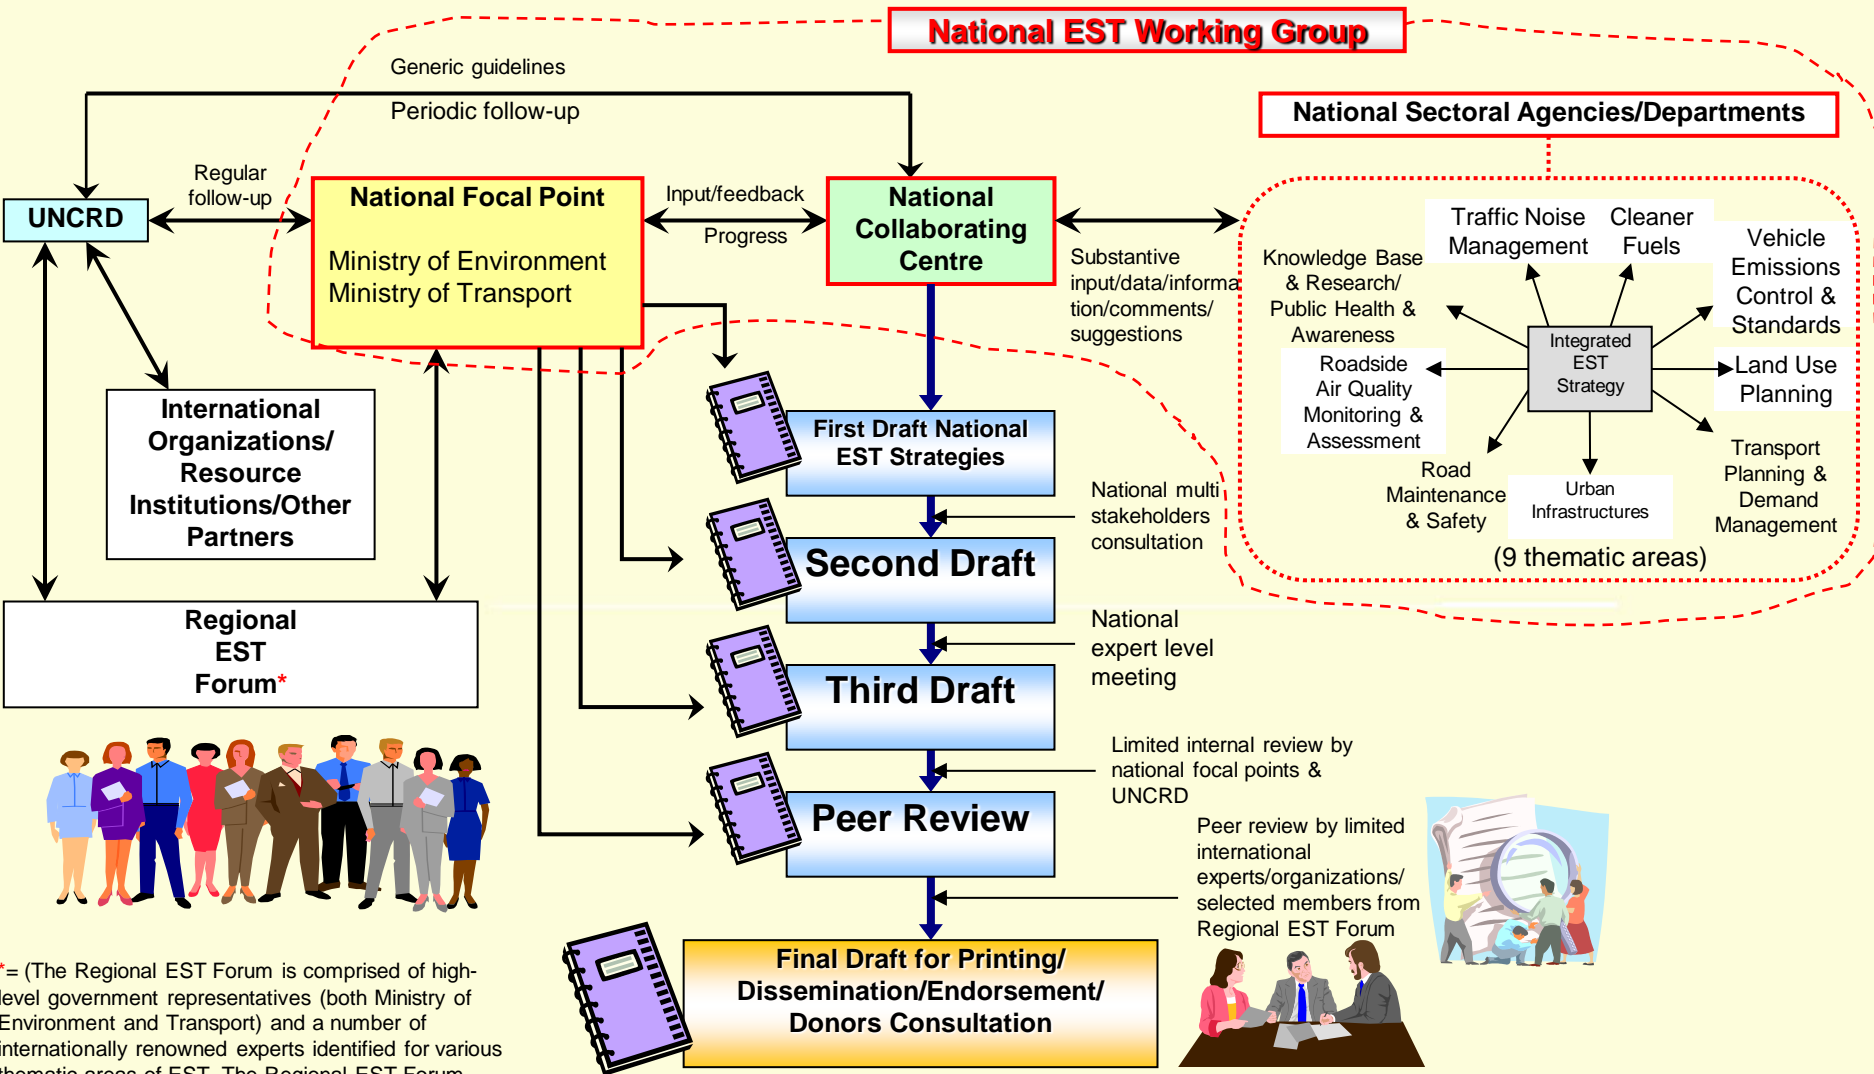 National EST Working Group
Generic guidelines
Periodic follow-up
National Sectoral Agencies/Departments
Regular
follow-up
UNCRD
National Focal Point
Ministry of Environment
Ministry of Transport
Input/feedback
Progress
National
Collaborating
Centre
Substantive
input/data/informa
tion/comments/
suggestions
Knowledge Base
& Research/
Public Health &
Awareness
Traffic Noise
Management
Cleaner
Fuels
Vehicle
Emissions
Control &
Standards
Integrated
EST
Strategy
Roadside
Air Quality
Monitoring &
Assessment
Land Use
Planning
Road
Maintenance
& Safety
Urban
Infrastructures
Transport
Planning &
Demand
Management
(9 thematic areas)
International
Organizations/
Resource
Institutions/Other
Partners
Regional
EST
Forum*
First Draft National
EST Strategies
National multi
stakeholders
consultation
Second Draft
National
expert level
meeting
Third Draft
Limited internal review by
national focal points &
UNCRD
Peer Review
Peer review by limited
international
experts/organizations/
selected members from
Regional EST Forum
Final Draft for Printing/
Dissemination/Endorsement/
Donors Consultation
*= (The Regional EST Forum is comprised of high-
level government representatives (both Ministry of
Environment and Transport) and a number of
internationally renowned experts identified for various
thematic areas of EST. The Regional EST Forum